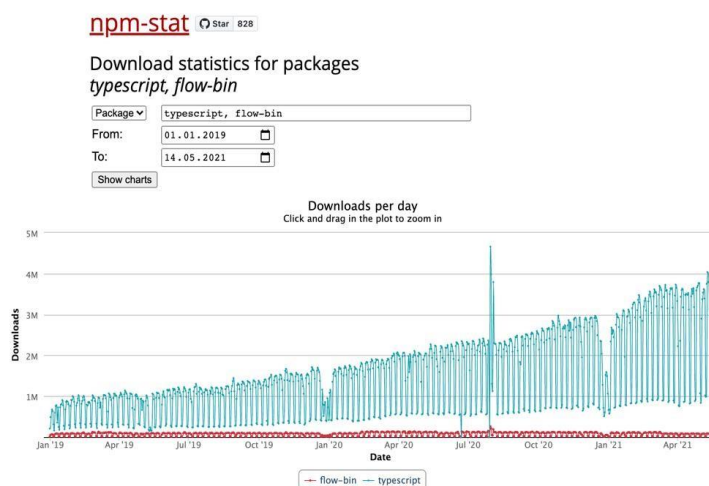 npm-stat Star 828
Download statistics for packages
typescript, flow-bin
Package typescript, flow-bin
From: 01.01.2019
To: 14.05.2021
Show charts
Downloads per day
Click and drag in the plot to zoom in
5M
4M
3M
2M
1M
Downloads
Jan '19 Apr '19 Jul '19 Oct '19 Jan '20 Apr '20 Jul '20 Oct '20 Jan '21 Apr '21
Date
flow-bin typescript